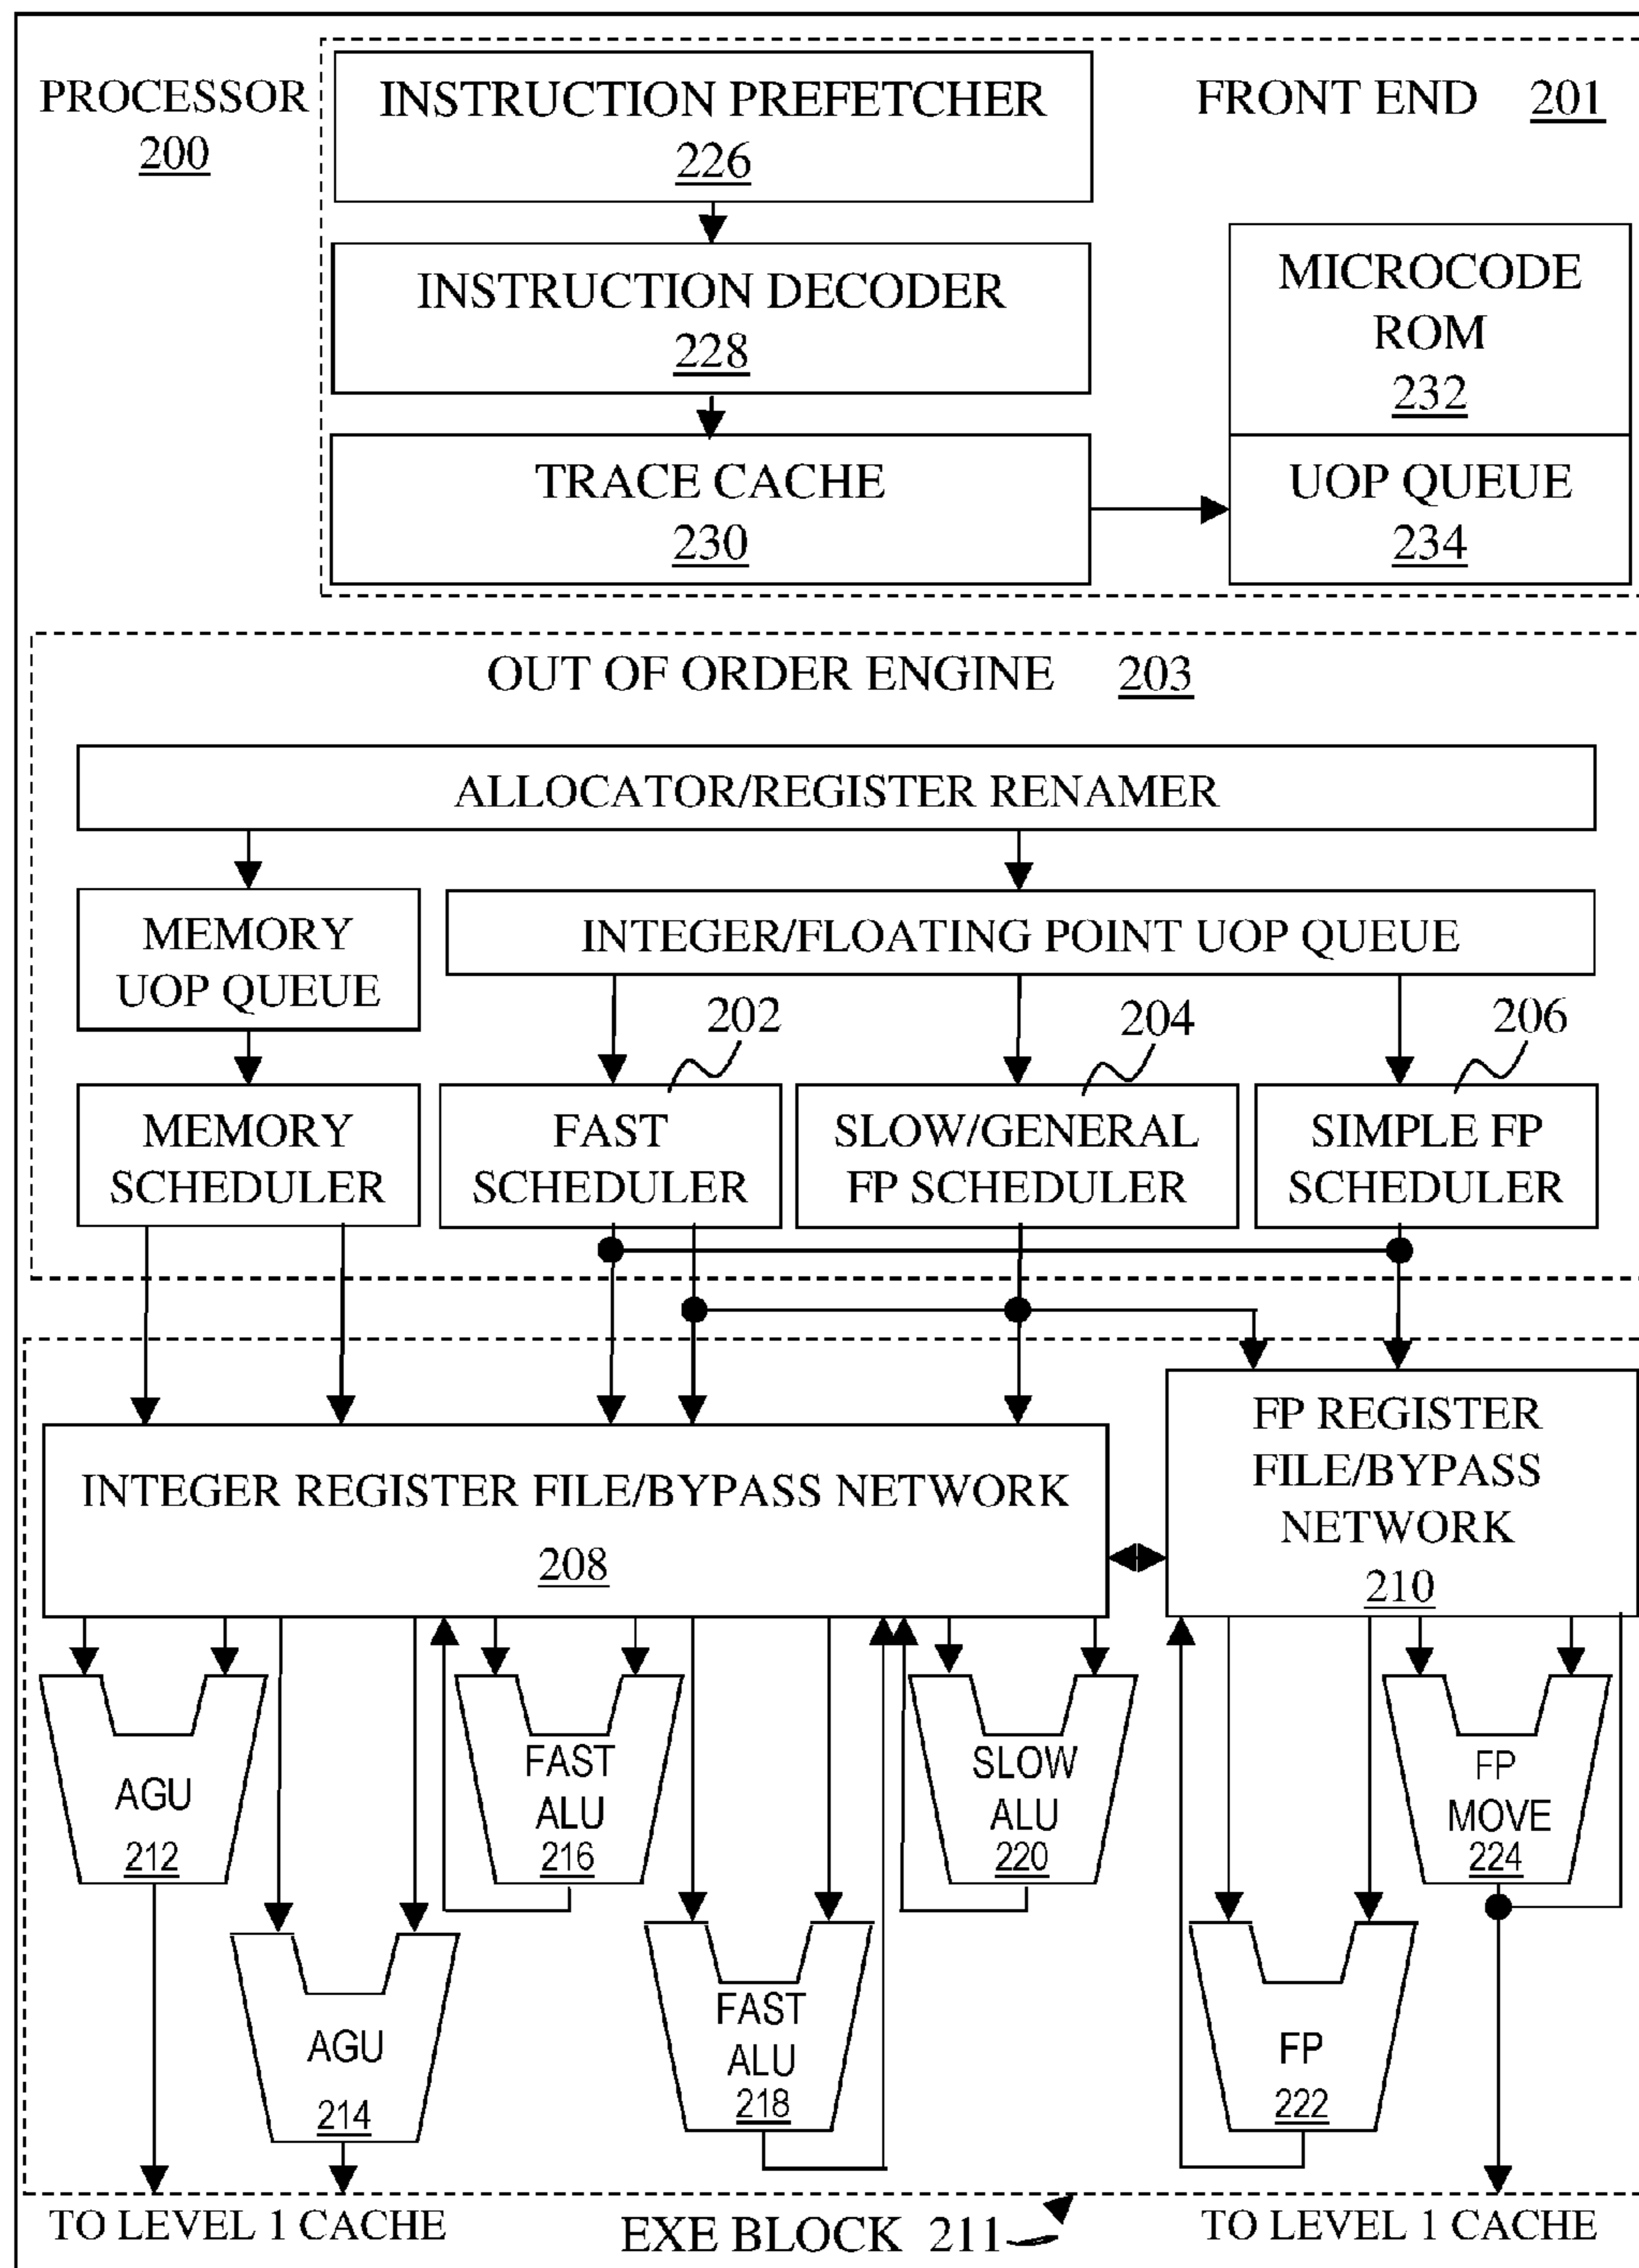 PROCESSOR
200
INSTRUCTION PREFETCHER
226
FRONT END 201
INSTRUCTION DECODER
228
MICROCODE
ROM
232
TRACE CACHE
230
UOP QUEUE
234
OUT OF ORDER ENGINE 203
ALLOCATOR/REGISTER RENAMER
MEMORY
UOP QUEUE
INTEGER/FLOATING POINT UOP QUEUE
202
204
206
MEMORY
SCHEDULER
FAST
SCHEDULER
SLOW/GENERAL
FP SCHEDULER
SIMPLE FP
SCHEDULER
INTEGER REGISTER FILE/BYPASS NETWORK
208
FP REGISTER
FILE/BYPASS
NETWORK
210
AGU
212
FAST
ALU
216
SLOW
ALU
220
FP
MOVE
224
AGU
214
FAST
ALU
218
FP
222
TO LEVEL 1 CACHE
EXE BLOCK 211
TO LEVEL 1 CACHE